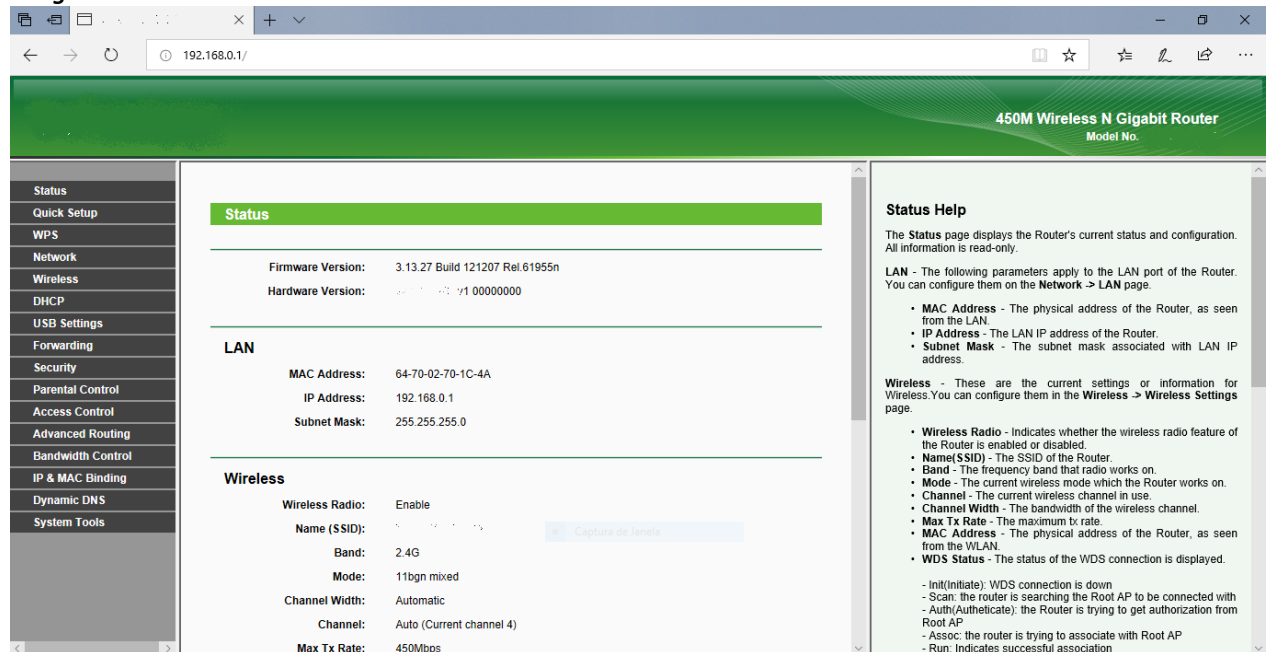 192.168.0.1/
450M Wireless N Gigabit Router
Model No.
Status
Quick Setup
WPS
Network
Wireless
DHCP
USB Settings
Forwarding
Security
Parental Control
Access Control
Advanced Routing
Bandwidth Control
IP & MAC Binding
Dynamic DNS
System Tools
Status
Firmware Version: 3.13.27 Build 121207 Rel.61955n
Hardware Version: v1 00000000
LAN
MAC Address: 64-70-02-70-1C-4A
IP Address: 192.168.0.1
Subnet Mask: 255.255.255.0
Wireless
Wireless Radio: Enable
Name (SSID):
Captura de Janela
Band: 2.4G
Mode: 11bgn mixed
Channel Width: Automatic
Channel: Auto (Current channel 4)
Max Tx Rate: 450Mbps
Status Help
The Status page displays the Router's current status and configuration.
All information is read-only.
LAN - The following parameters apply to the LAN port of the Router.
You can configure them on the Network -> LAN page.
• MAC Address - The physical address of the Router, as seen
from the LAN.
• IP Address - The LAN IP address of the Router.
• Subnet Mask - The subnet mask associated with LAN IP
address.
Wireless - These are the current settings or information for
Wireless.You can configure them in the Wireless -> Wireless Settings
page.
• Wireless Radio - Indicates whether the wireless radio feature of
the Router is enabled or disabled.
• Name(SSID) - The SSID of the Router.
• Band - The frequency band that radio works on.
• Mode - The current wireless mode which the Router works on.
• Channel - The current wireless channel in use.
• Channel Width - The bandwidth of the wireless channel.
• Max Tx Rate - The maximum tx rate.
• MAC Address - The physical address of the Router, as seen
from the WLAN.
• WDS Status - The status of the WDS connection is displayed.
- Init(Initiate): WDS connection is down
- Scan: the router is searching the Root AP to be connected with
- Auth(Autheticate): the Router is trying to get authorization from
Root AP
- Assoc: the router is trying to associate with Root AP
- Run: Indicates successful association